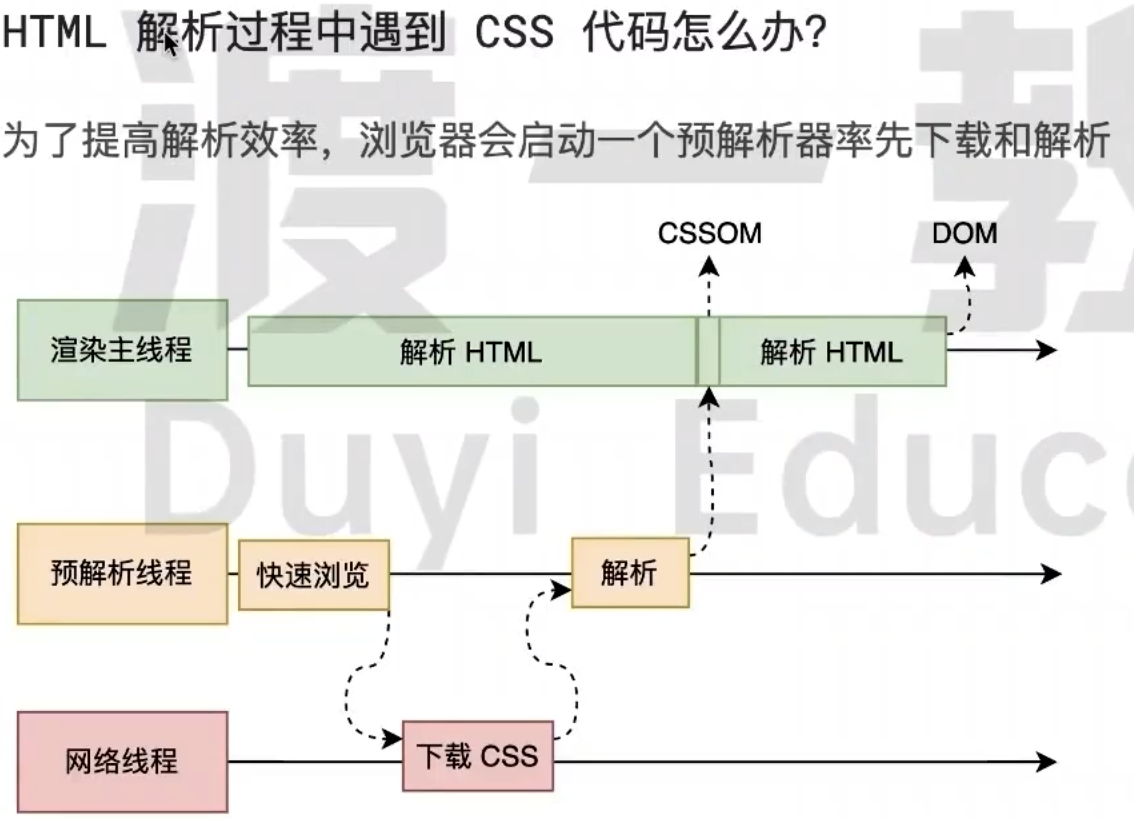 HTML 解析过程中遇到 CSS 代码怎么办?
为了提高解析效率，浏览器会启动一个预解析器率先下载和解析
CSSOM
DOM
渲染主线程
解析 HTML
解析 HTML
预解析线程
快速浏览
解析
网络线程
下载 CSS
渡一教
Duyi Educ